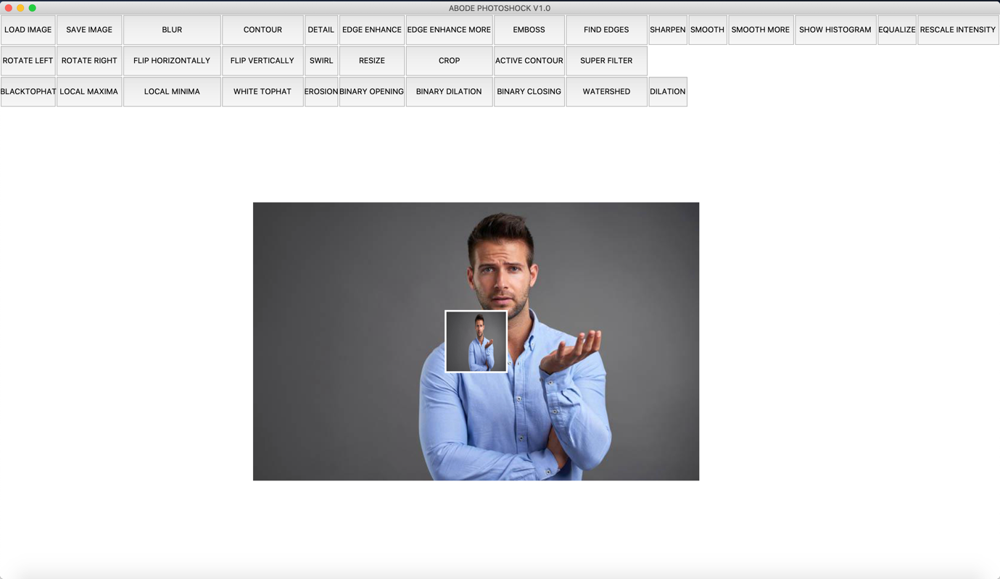 ABODE PHOTOSHOCK V1.0
LOAD IMAGE SAVE IMAGE BLUR CONTOUR DETAIL EDGE ENHANCE EDGE ENHANCE MORE EMBOSS FIND EDGES SHARPEN SMOOTH SMOOTH MORE SHOW HISTOGRAM EQUALIZE RESCALE INTENSITY
ROTATE LEFT ROTATE RIGHT FLIP HORIZONTALLY FLIP VERTICALLY SWIRL RESIZE CROP ACTIVE CONTOUR SUPER FILTER
BLACKTOPHAT LOCAL MAXIMA LOCAL MINIMA WHITE TOPHAT EROSION BINARY OPENING BINARY DILATION BINARY CLOSING WATERSHED DILATION